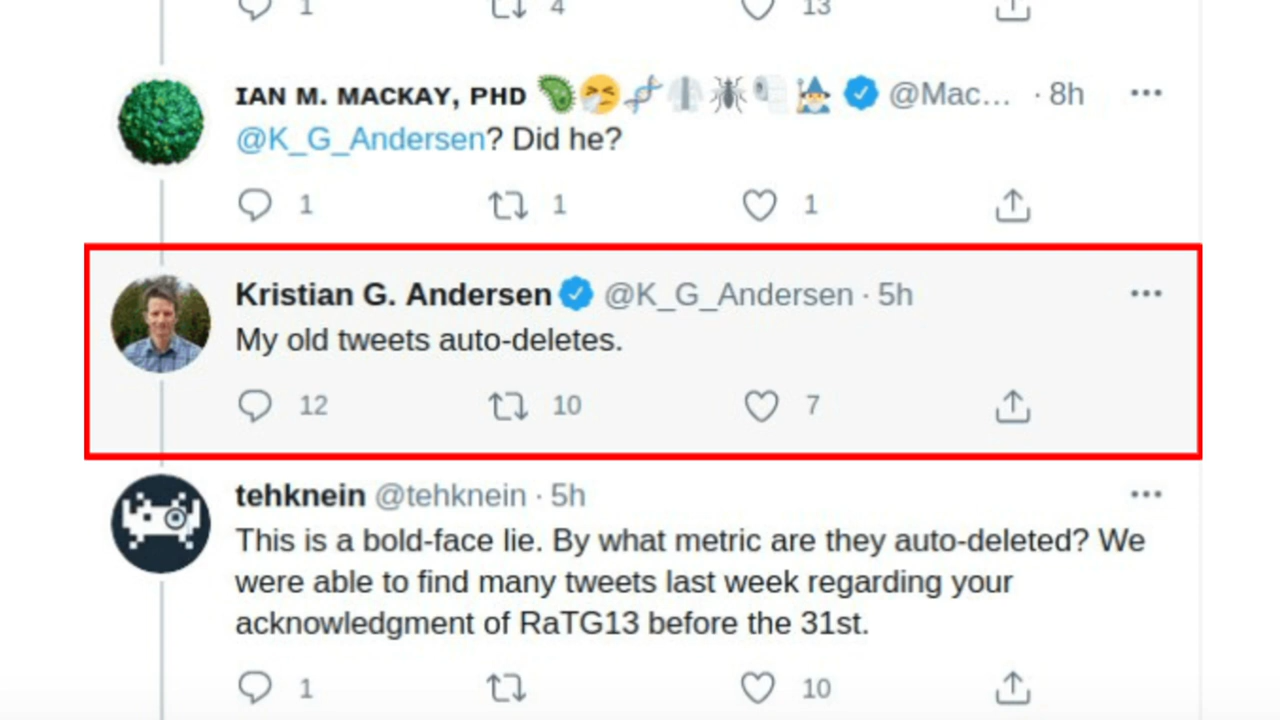 1 4 13
IAN M. MACKAY, PHD 🦠🤧🧬🥼🦟🧻🧙‍♂️ @Mac… · 8h
@K_G_Andersen? Did he?
1 1 1
Kristian G. Andersen @K_G_Andersen · 5h
My old tweets auto-deletes.
12 10 7
tehknein @tehknein · 5h
This is a bold-face lie. By what metric are they auto-deleted? We
were able to find many tweets last week regarding your
acknowledgment of RaTG13 before the 31st.
1 10